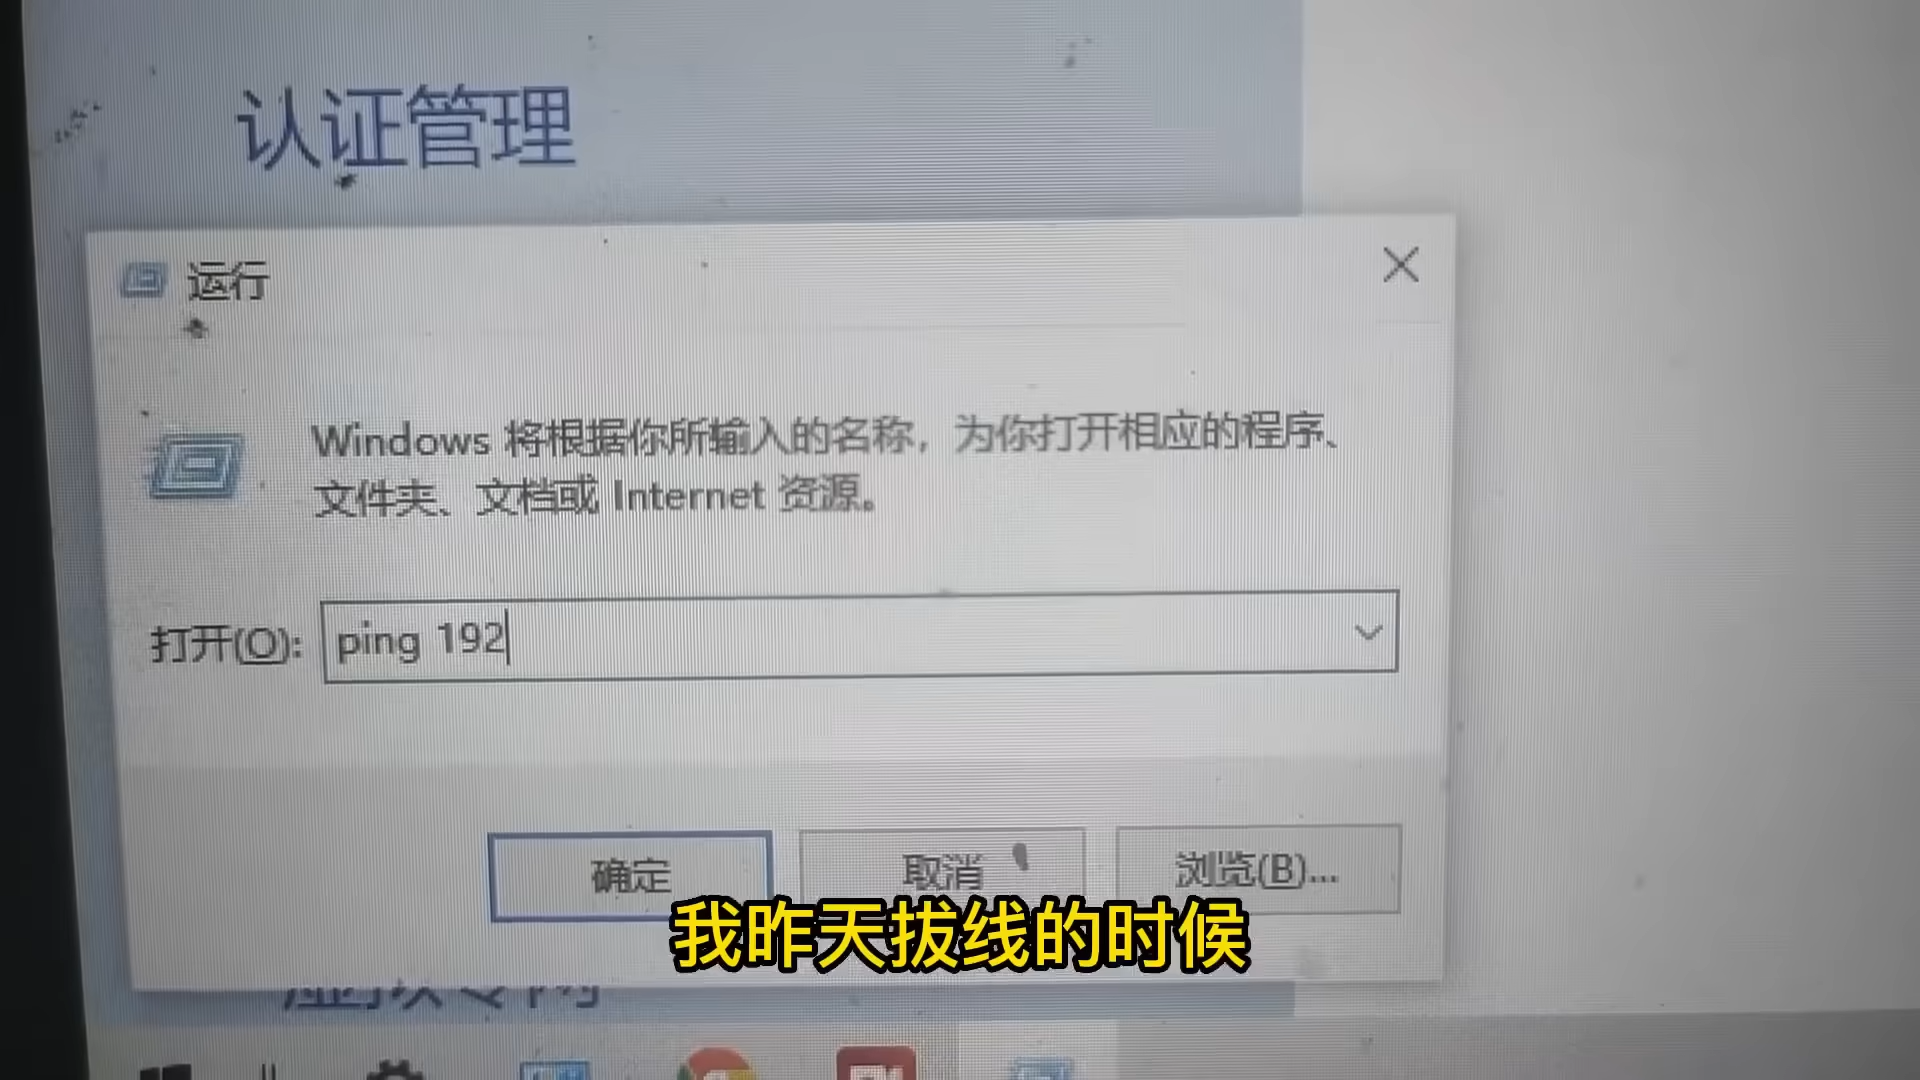 认证管理
运行
Windows 将根据你所输入的名称，为你打开相应的程序、
文件夹、文档或 Internet 资源。
打开(O):
ping 192
确定
取消
浏览(B)...
我昨天拔线的时候